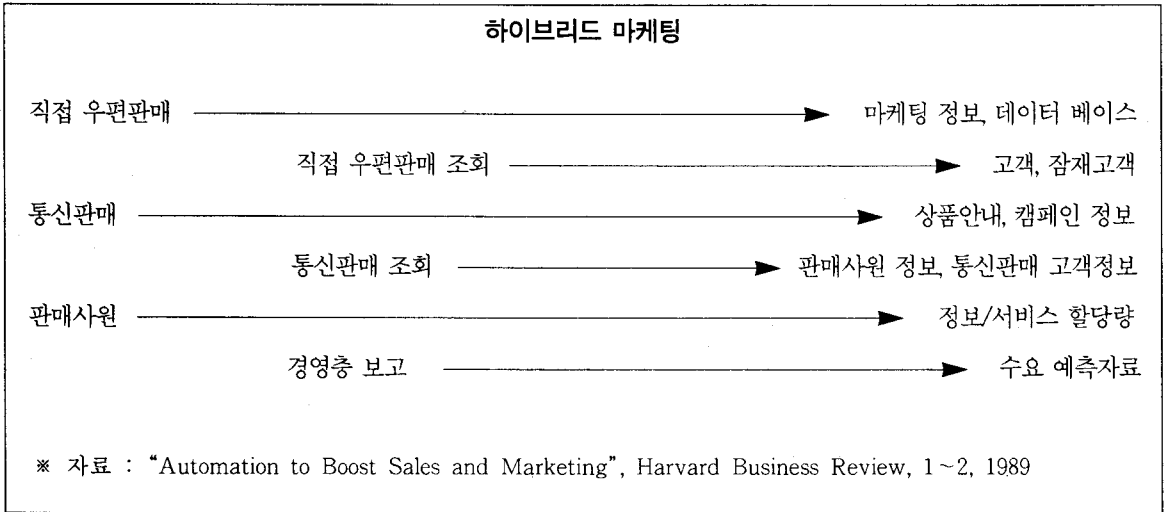 하이브리드 마케팅
직접 우편판매 → 마케팅 정보, 데이터 베이스
직접 우편판매 조회 → 고객, 잠재고객
통신판매 → 상품안내, 캠페인 정보
통신판매 조회 → 판매사원 정보, 통신판매 고객정보
판매사원 → 정보/서비스 할당량
경영층 보고 → 수요 예측자료
※ 자료 : “Automation to Boost Sales and Marketing”, Harvard Business Review, 1~2, 1989